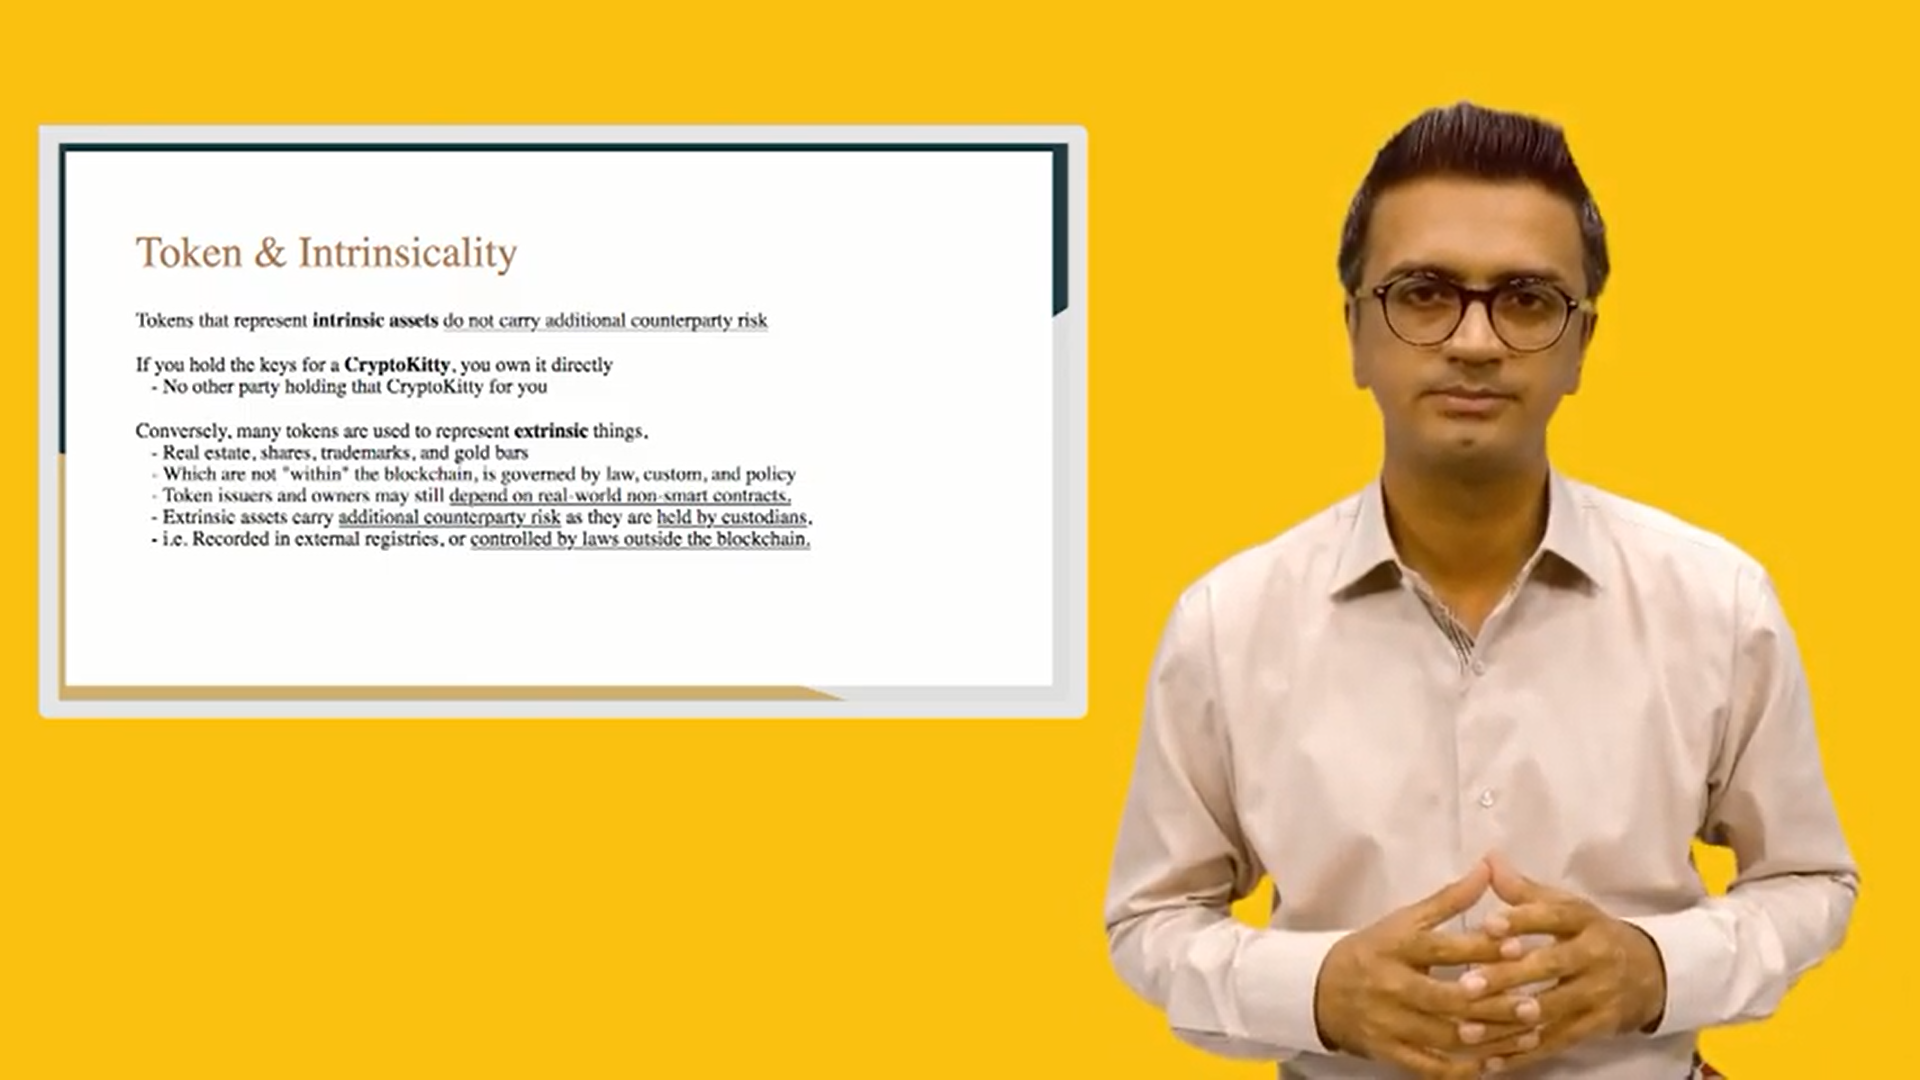 Token & Intrinsicality
Tokens that represent intrinsic assets do not carry additional counterparty risk
If you hold the keys for a CryptoKitty, you own it directly
- No other party holding that CryptoKitty for you
Conversely, many tokens are used to represent extrinsic things,
- Real estate, shares, trademarks, and gold bars
- Which are not "within" the blockchain, is governed by law, custom, and policy
- Token issuers and owners may still depend on real-world non-smart contracts.
- Extrinsic assets carry additional counterparty risk as they are held by custodians,
- i.e. Recorded in external registries, or controlled by laws outside the blockchain.